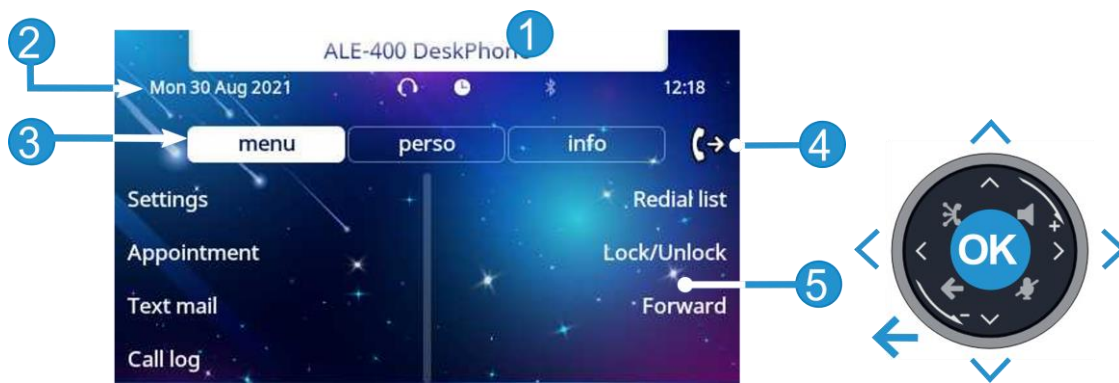 1
ALE-400 DeskPhone
2
Mon 30 Aug 2021 12:18
3
menu perso info
4
Settings Redial list
Appointment Lock/Unlock
5
Text mail Forward
Call log
OK
+
-